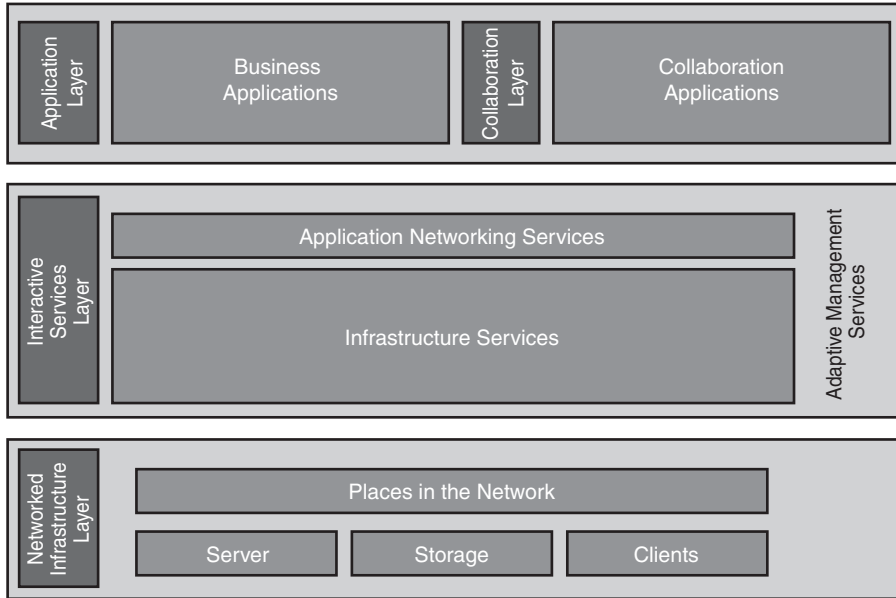 Application
Layer
Business
Applications
Collaboration
Layer
Collaboration
Applications
Interactive
Services
Layer
Application Networking Services
Infrastructure Services
Adaptive Management
Services
Networked
Infrastructure
Layer
Places in the Network
Server
Storage
Clients